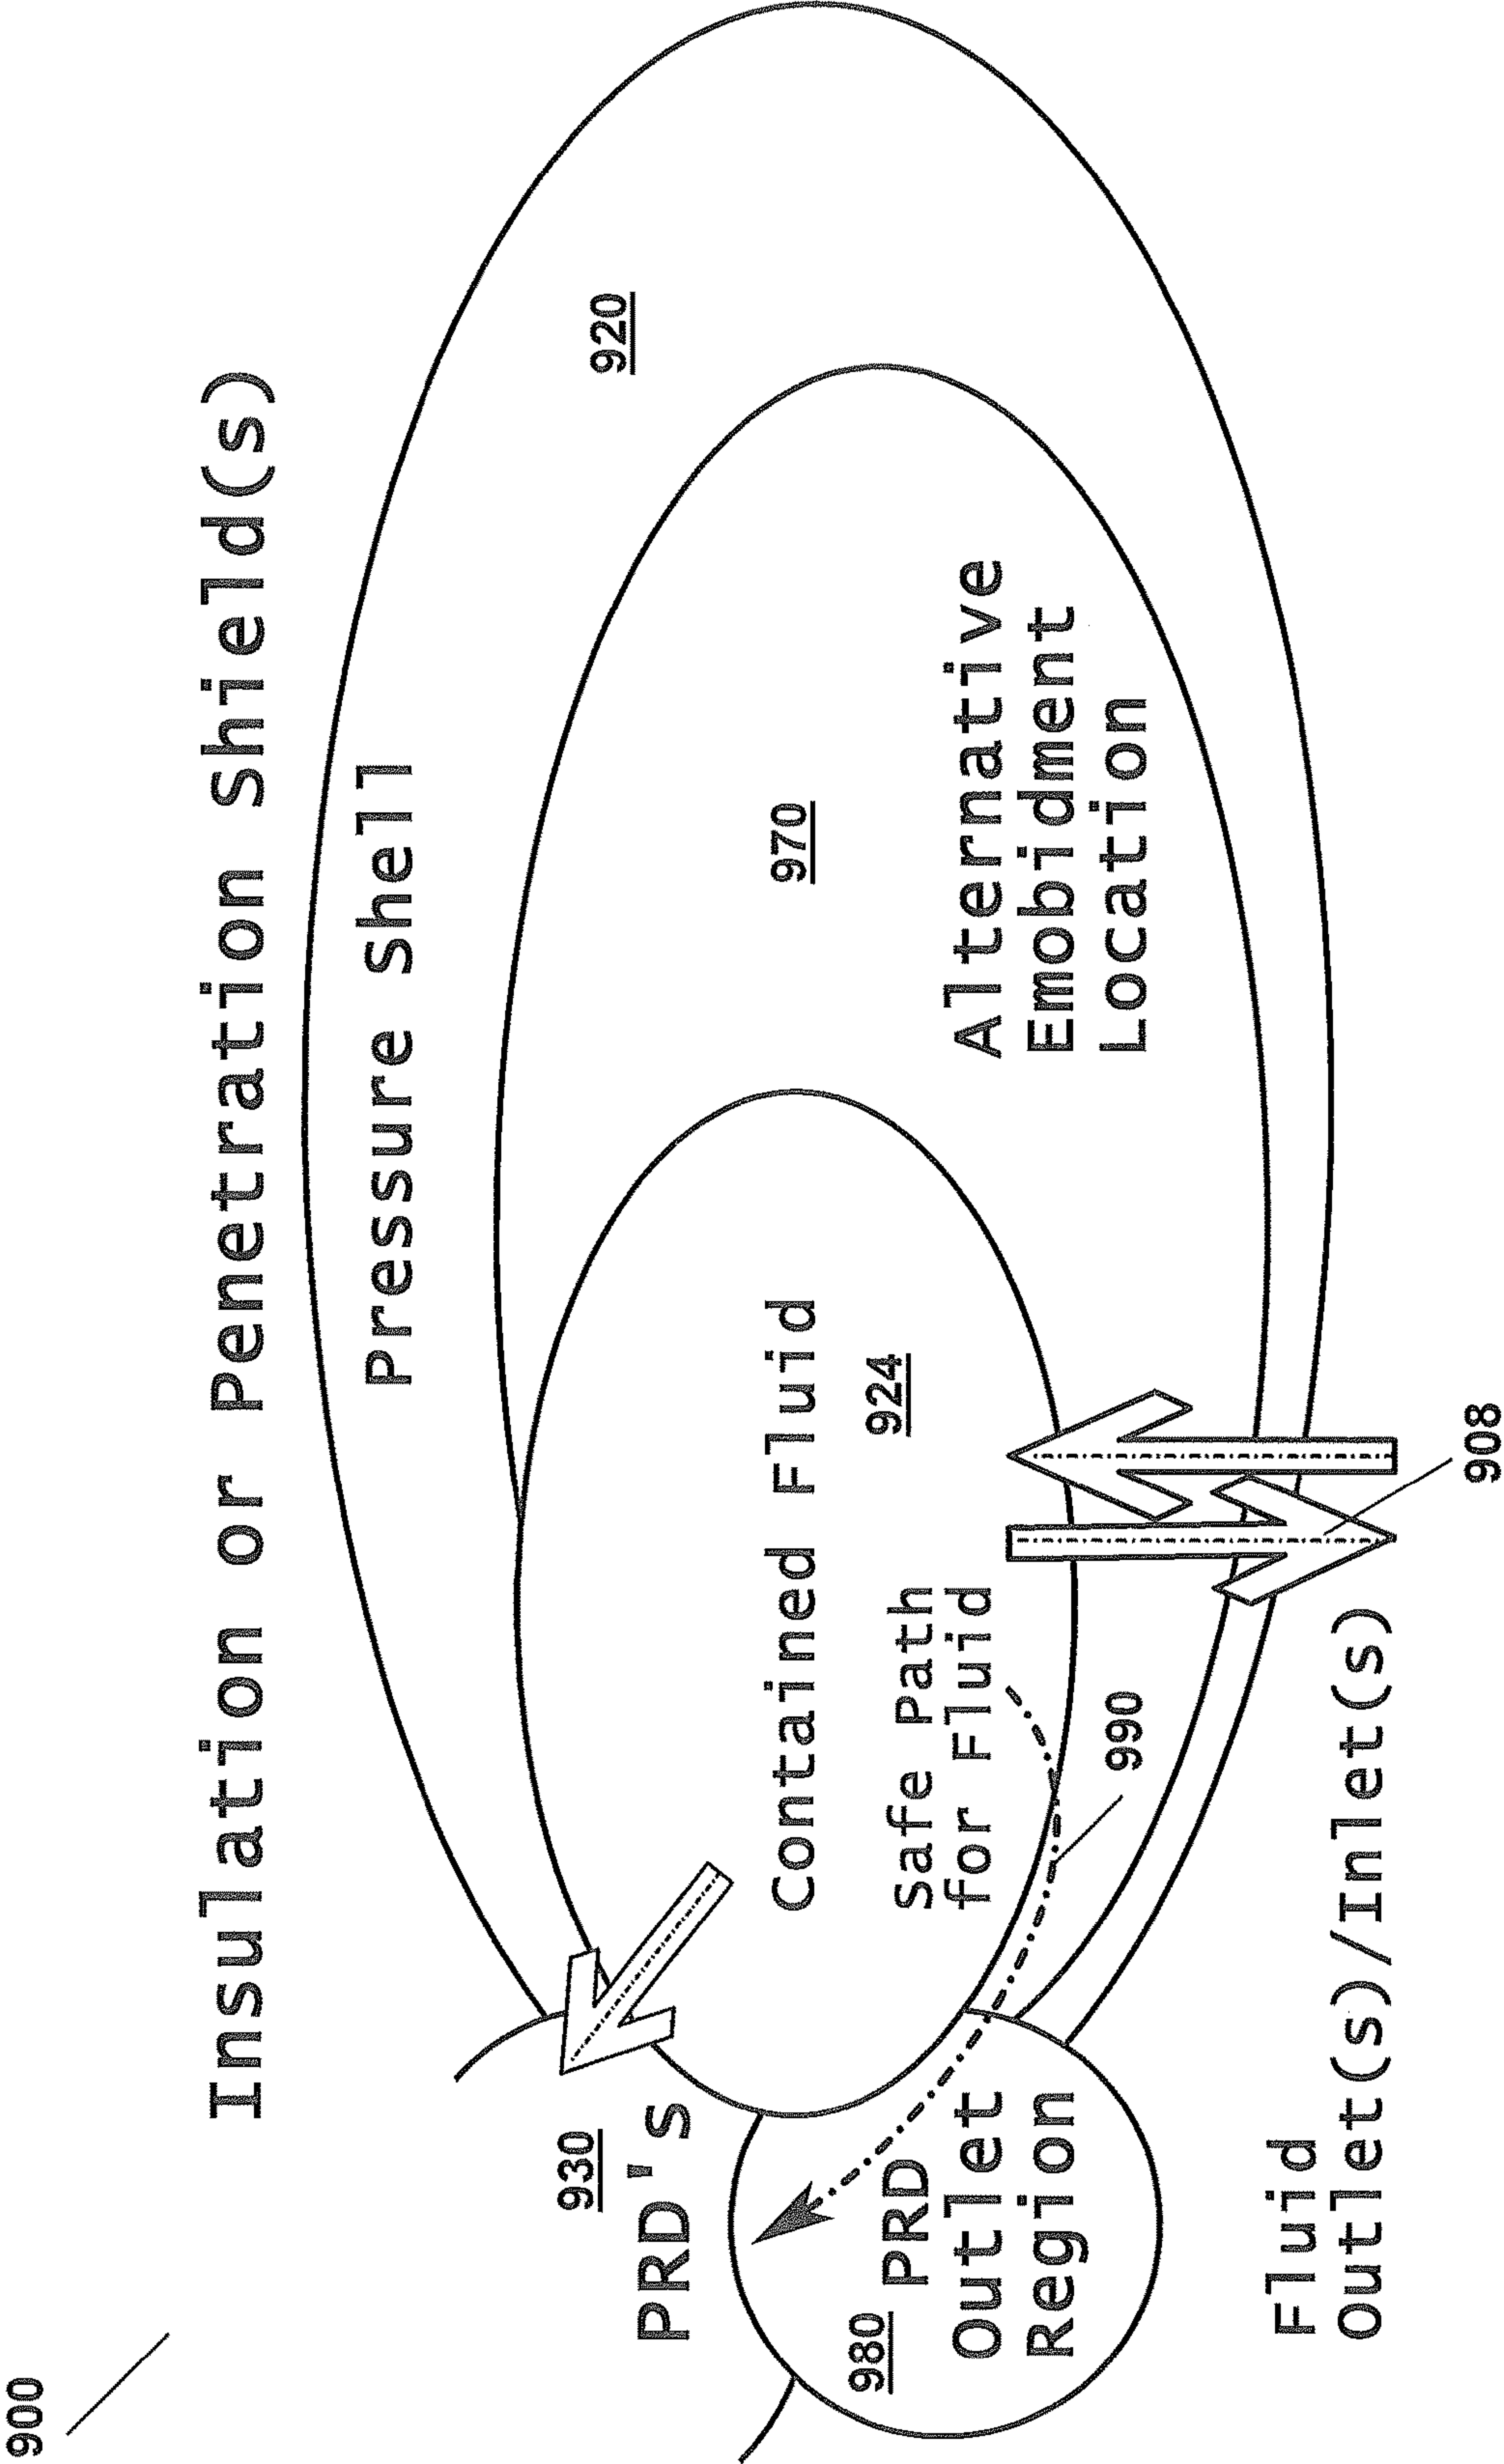 900
Insulation or Penetration Shield(s)
Pressure Shell
920
930
PRD's
970
Contained Fluid
924
Alternative
Emobidment
Location
Safe Path
for Fluid
980
PRD
Outlet
Region
990
Fluid
Outlet(s)/Inlet(s)
908